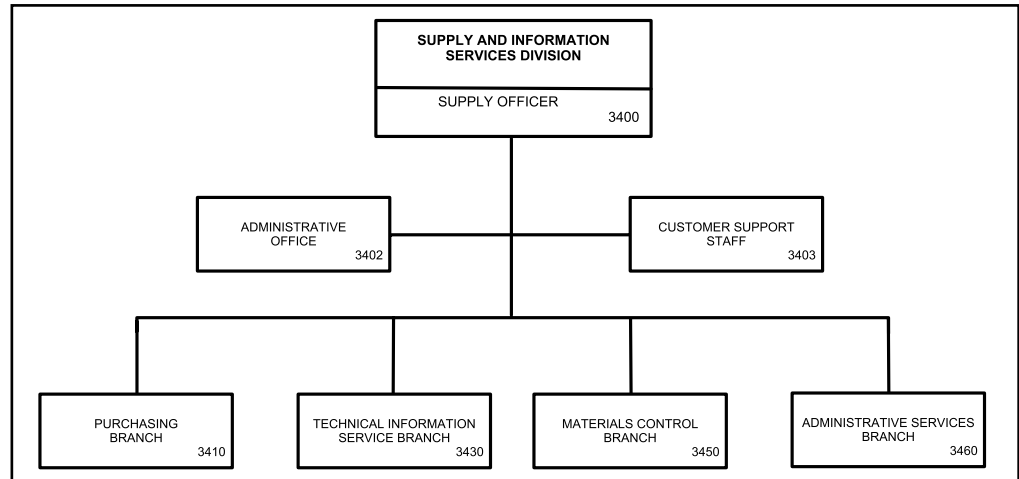 SUPPLY AND INFORMATION
SERVICES DIVISION
SUPPLY OFFICER
3400
ADMINISTRATIVE
OFFICE
3402
CUSTOMER SUPPORT
STAFF
3403
PURCHASING
BRANCH
3410
TECHNICAL INFORMATION
SERVICE BRANCH
3430
MATERIALS CONTROL
BRANCH
3450
ADMINISTRATIVE SERVICES
BRANCH
3460